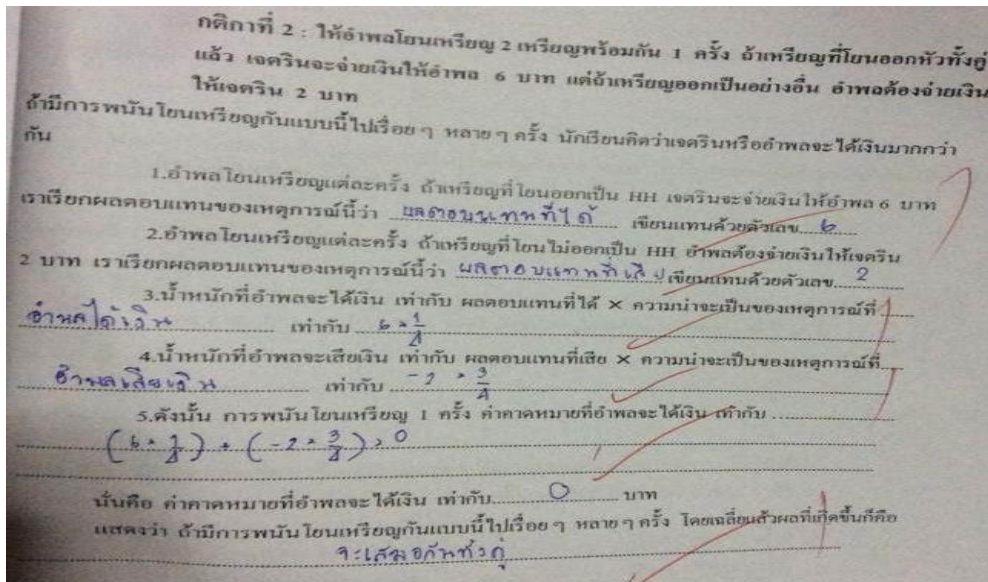 กติกาที่ 2 : ให้อำพลโยนเหรียญ 2 เหรียญพร้อมกัน 1 ครั้ง ถ้าเหรียญที่โยนออกหัวทั้งคู่
แล้ว เจตรินจะจ่ายเงินให้อำพล 6 บาท แต่ถ้าเหรียญออกเป็นอย่างอื่น อำพลต้องจ่ายเงิน
ให้เจตริน 2 บาท
ถ้ามีการพนันโยนเหรียญกันแบบนี้ไปเรื่อย ๆ หลาย ๆ ครั้ง นักเรียนคิดว่าเจตรินหรืออำพลจะได้เงินมากกว่า
กัน
1.อำพลโยนเหรียญแต่ละครั้ง ถ้าเหรียญที่โยนออกเป็น HH เจตรินจะจ่ายเงินให้อำพล 6 บาท
เราเรียกผลตอบแทนของเหตุการณ์นี้ว่า ผลตอบแทนที่ได้ เขียนแทนด้วยตัวเลข 6
2.อำพลโยนเหรียญแต่ละครั้ง ถ้าเหรียญที่โยนไม่ออกเป็น HH อำพลต้องจ่ายเงินให้เจตริน
2 บาท เราเรียกผลตอบแทนของเหตุการณ์นี้ว่า ผลตอบแทนที่เสีย เขียนแทนด้วยตัวเลข 2
3.น้ำหนักที่อำพลจะได้เงิน เท่ากับ ผลตอบแทนที่ได้ × ความน่าจะเป็นของเหตุการณ์ที่
อำพลได้เงิน เท่ากับ 6 × 1/4
4.น้ำหนักที่อำพลจะเสียเงิน เท่ากับ ผลตอบแทนที่เสีย × ความน่าจะเป็นของเหตุการณ์ที่
อำพลเสียเงิน เท่ากับ -2 × 3/4
5.ดังนั้น การพนันโยนเหรียญ 1 ครั้ง ค่าคาดหมายที่อำพลจะได้เงิน เท่ากับ
(6 × 1/4) + (-2 × 3/4) = 0
นั่นคือ ค่าคาดหมายที่อำพลจะได้เงิน เท่ากับ 0 บาท
แสดงว่า ถ้ามีการพนันโยนเหรียญกันแบบนี้ไปเรื่อย ๆ หลาย ๆ ครั้ง โดยเฉลี่ยแล้วผลที่เกิดขึ้นก็คือ
จะเสมอกันทั้งคู่